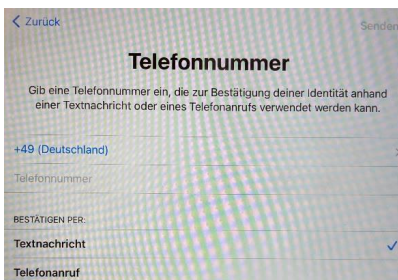 Zurück
Senden
Telefonnummer
Gib eine Telefonnummer ein, die zur Bestätigung deiner Identität anhand
einer Textnachricht oder eines Telefonanrufs verwendet werden kann.
+49 (Deutschland)
Telefonnummer
BESTÄTIGEN PER:
Textnachricht
Telefonanruf